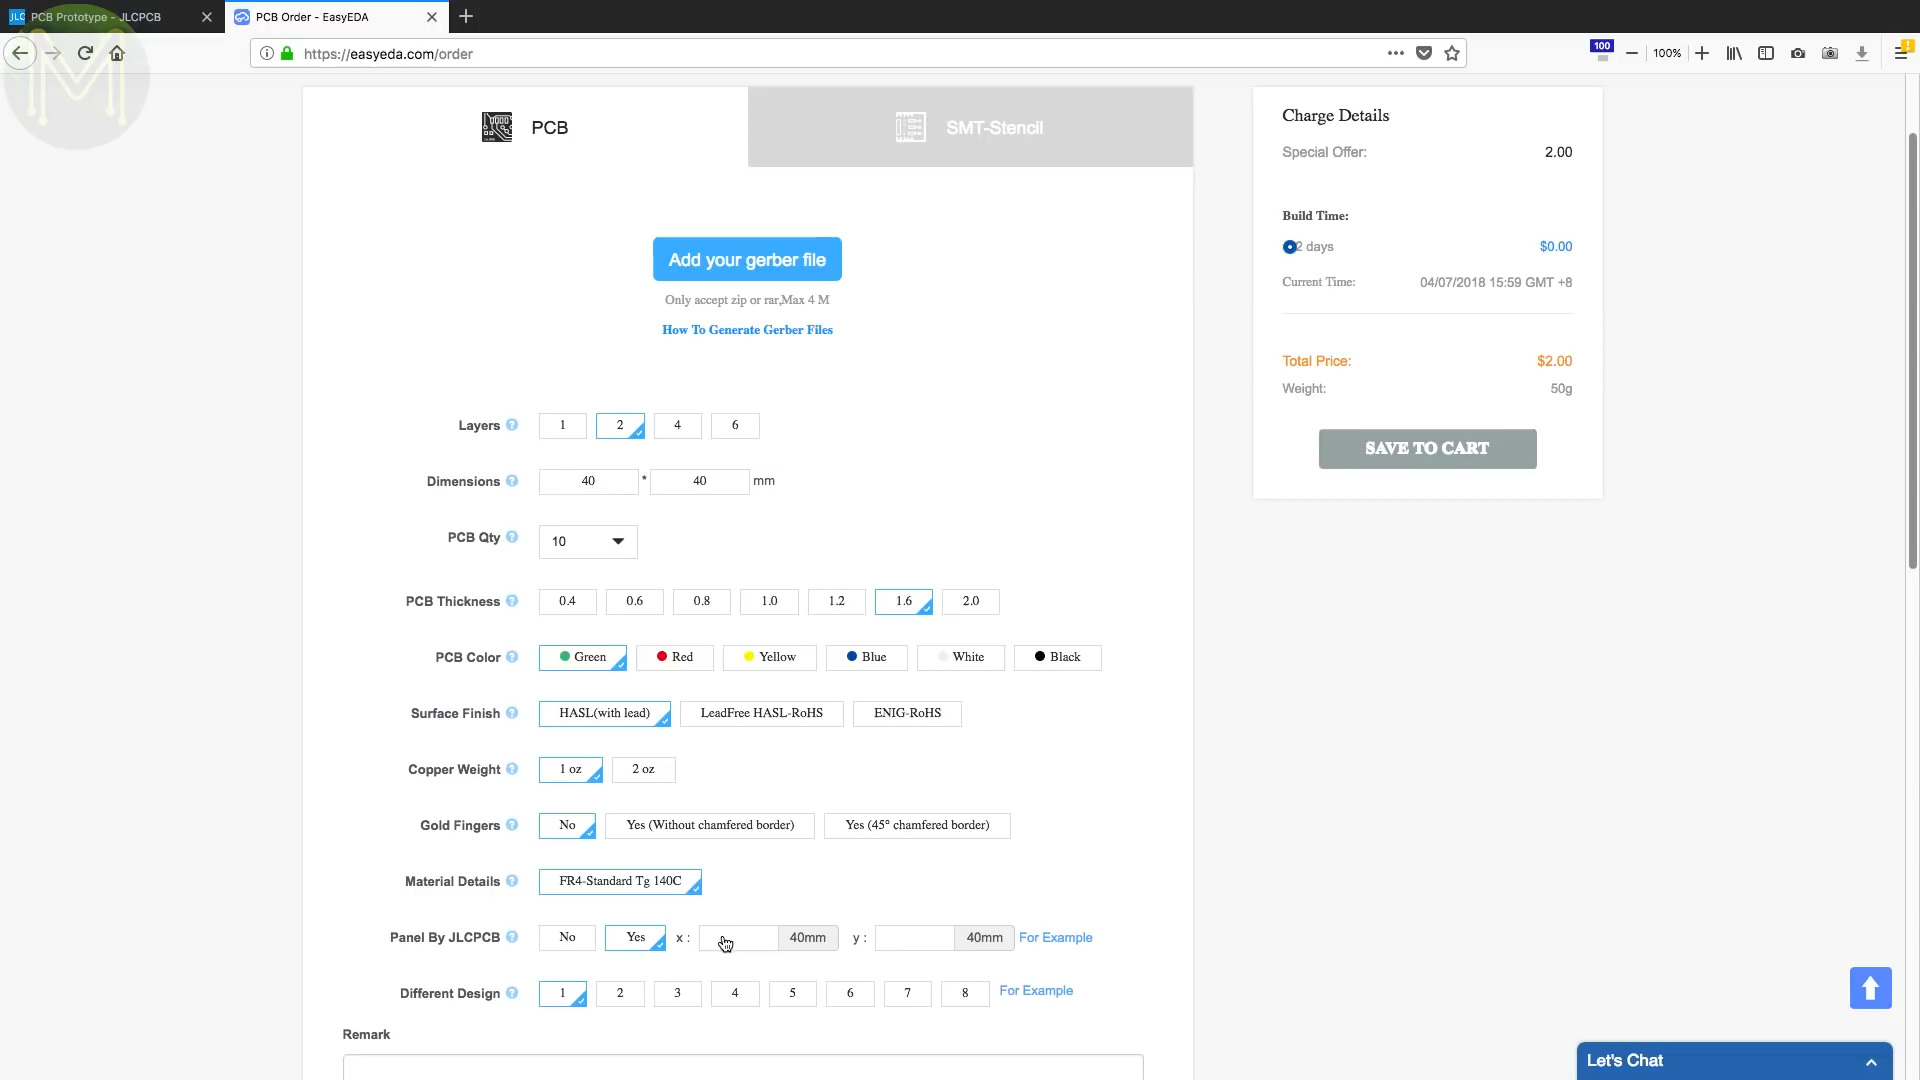 JLC PCB Prototype - JLCPCB
PCB Order - EasyEDA
https://easyeda.com/order
100
100%
PCB
SMT-Stencil
Add your gerber file
Only accept zip or rar,Max 4 M
How To Generate Gerber Files
Layers ? 1 2 4 6
Dimensions ? 40 * 40 mm
PCB Qty ? 10
PCB Thickness ? 0.4 0.6 0.8 1.0 1.2 1.6 2.0
PCB Color ? Green Red Yellow Blue White Black
Surface Finish ? HASL(with lead) LeadFree HASL-RoHS ENIG-RoHS
Copper Weight ? 1 oz 2 oz
Gold Fingers ? No Yes (Without chamfered border) Yes (45° chamfered border)
Material Details ? FR4-Standard Tg 140C
Panel By JLCPCB ? No Yes x : 40mm y : 40mm For Example
Different Design ? 1 2 3 4 5 6 7 8 For Example
Remark
Charge Details
Special Offer: 2.00
Build Time:
2 days $0.00
Current Time: 04/07/2018 15:59 GMT +8
Total Price: $2.00
Weight: 50g
SAVE TO CART
Let's Chat